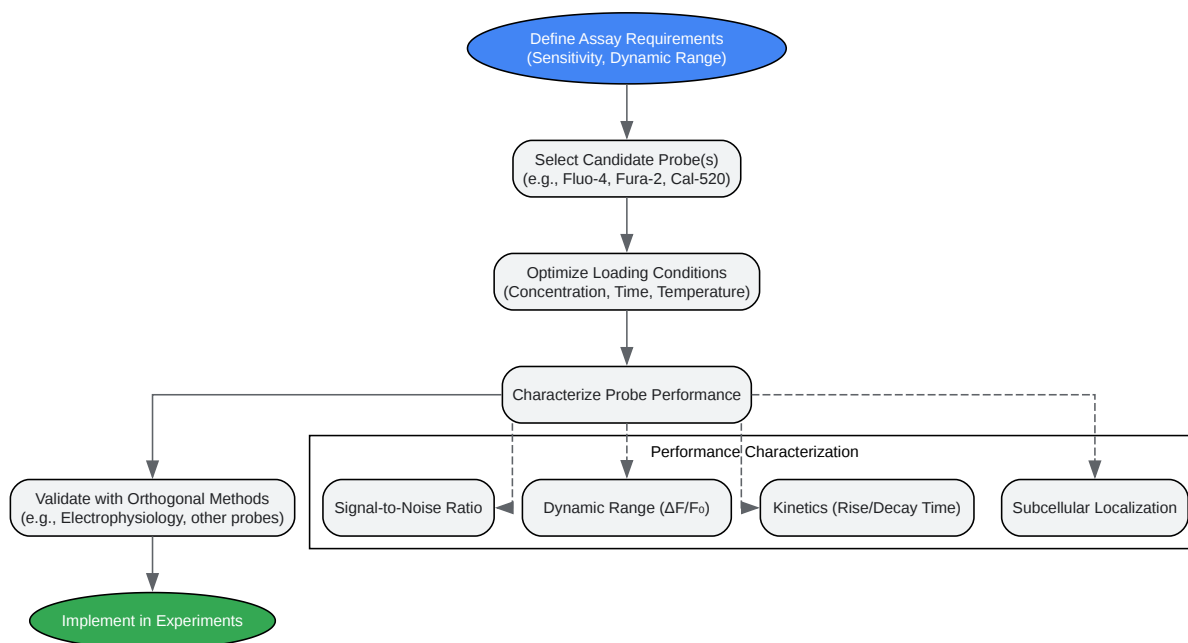 Define Assay Requirements
(Sensitivity, Dynamic Range)
Select Candidate Probe(s)
(e.g., Fluo-4, Fura-2, Cal-520)
Optimize Loading Conditions
(Concentration, Time, Temperature)
Characterize Probe Performance
Performance Characterization
Validate with Orthogonal Methods
(e.g., Electrophysiology, other probes)
Signal-to-Noise Ratio
Dynamic Range (ΔF/F₀)
Kinetics (Rise/Decay Time)
Subcellular Localization
Implement in Experiments